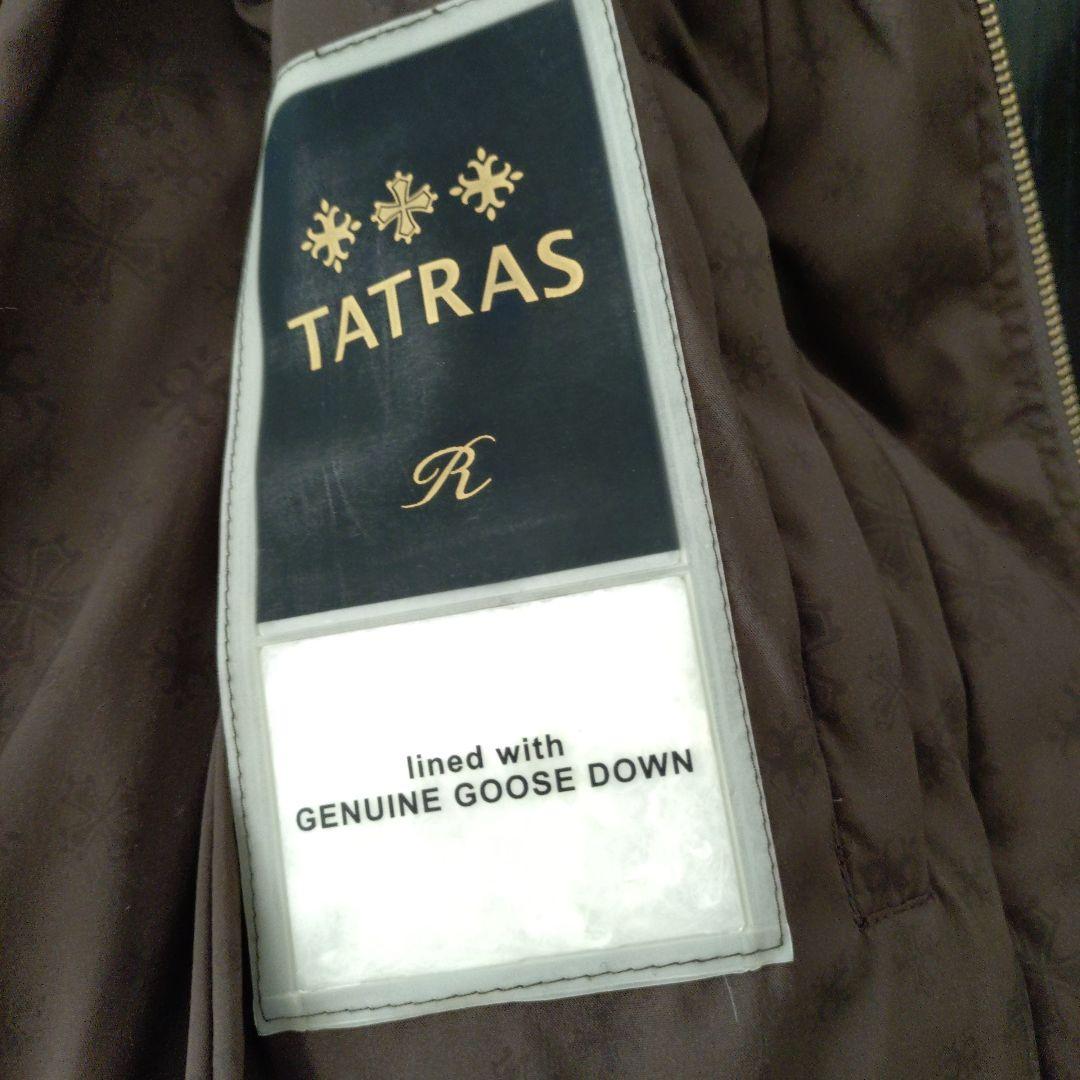 TATRAS
R
lined with
GENUINE GOOSE DOWN